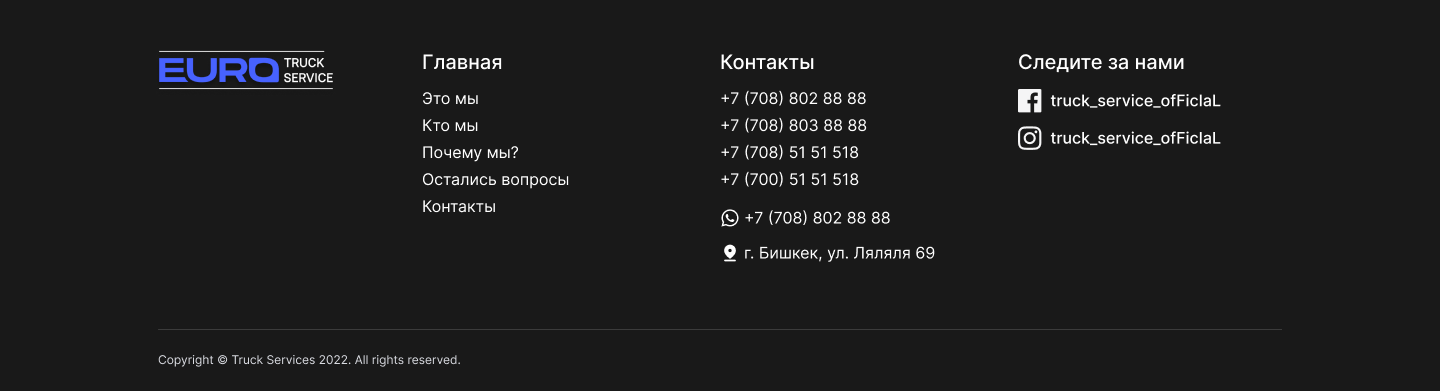 EURO TRUCK SERVICE
Главная
Это мы
Кто мы
Почему мы?
Остались вопросы
Контакты
Контакты
+7 (708) 802 88 88
+7 (708) 803 88 88
+7 (708) 51 51 518
+7 (700) 51 51 518
+7 (708) 802 88 88
г. Бишкек, ул. Ляляля 69
Следите за нами
truck_service_ofFiclaL
truck_service_ofFiclaL
Copyright © Truck Services 2022. All rights reserved.